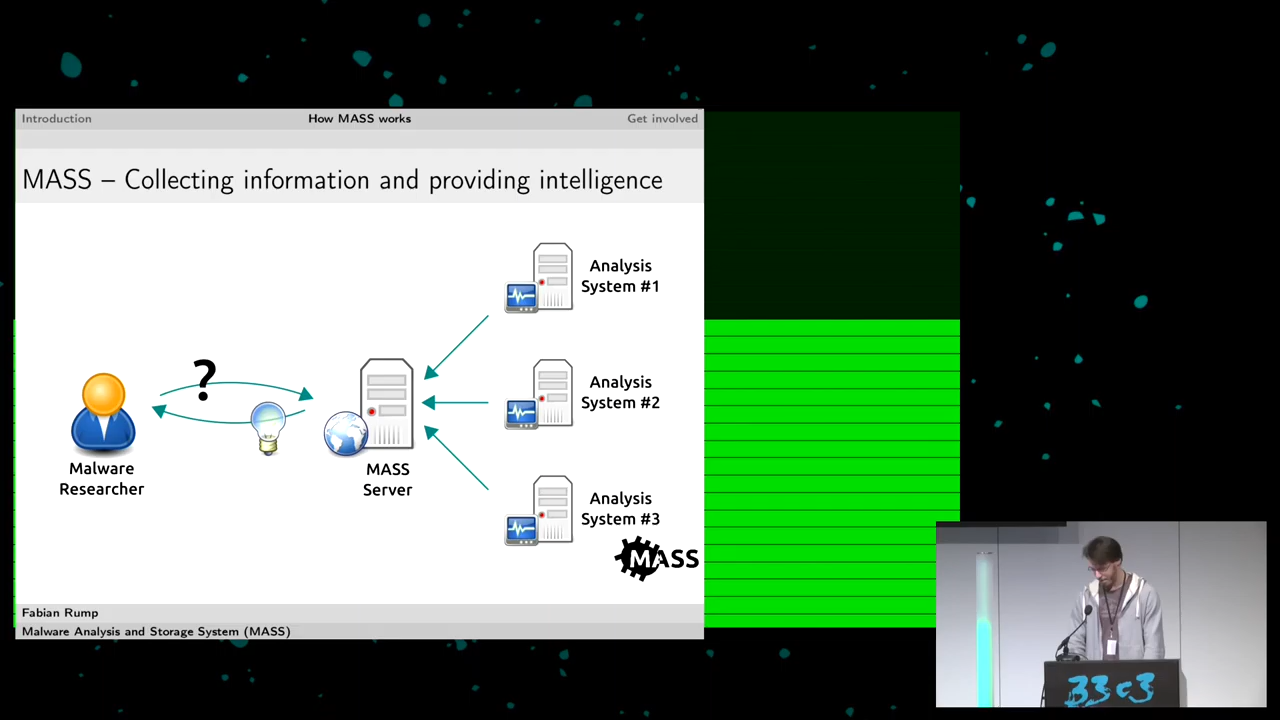 Introduction
How MASS works
Get involved
MASS – Collecting information and providing intelligence
Analysis
System #1
?
Analysis
System #2
Malware
Researcher
MASS
Server
Analysis
System #3
MASS
Fabian Rump
Malware Analysis and Storage System (MASS)
33c3